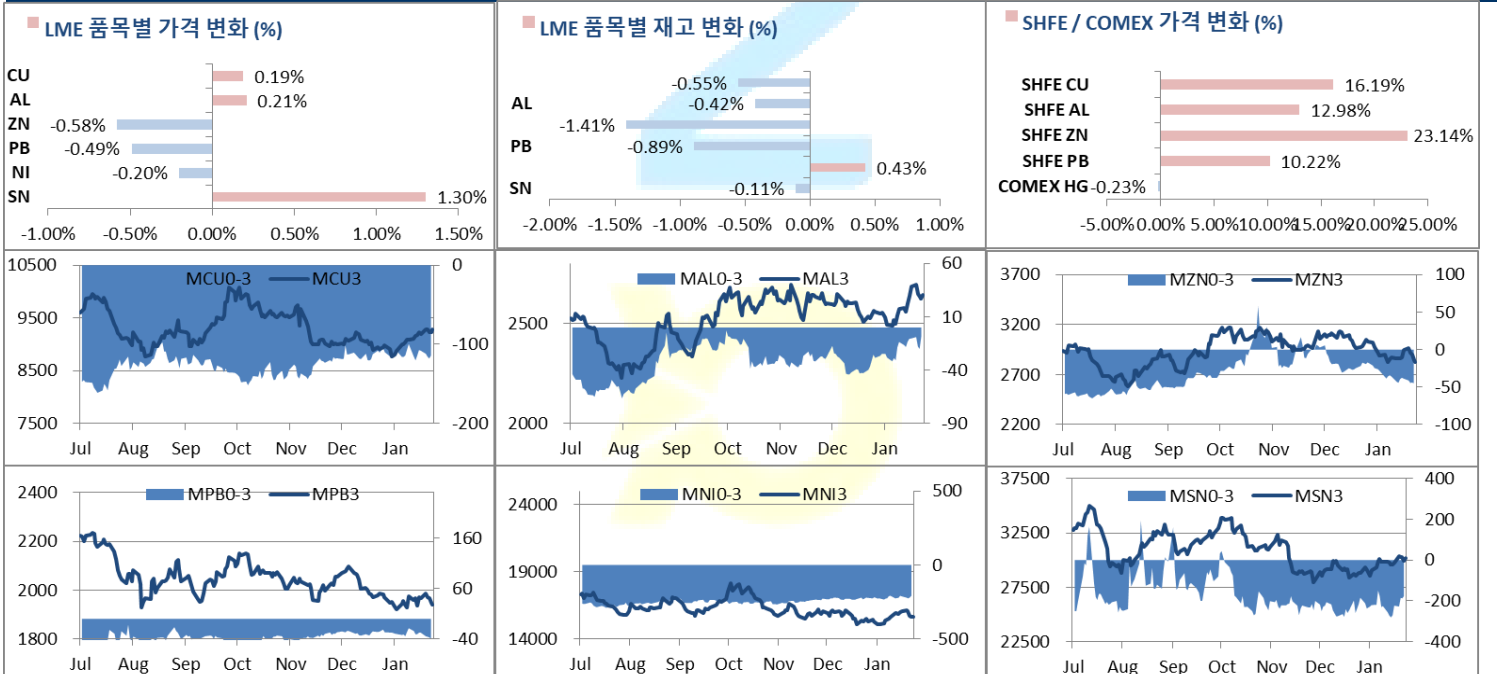 LME 품목별 가격 변화 (%)
CU
0.19%
AL
0.21%
ZN
-0.58%
PB
-0.49%
NI
-0.20%
SN
1.30%
-1.00% -0.50% 0.00% 0.50% 1.00% 1.50%
LME 품목별 재고 변화 (%)
-0.55%
AL
-0.42%
-1.41%
PB
-0.89%
0.43%
SN
-0.11%
-2.00% -1.50% -1.00% -0.50% 0.00% 0.50% 1.00%
SHFE / COMEX 가격 변화 (%)
SHFE CU
16.19%
SHFE AL
12.98%
SHFE ZN
23.14%
SHFE PB
10.22%
COMEX HG
-0.23%
-5.00% 0.00% 5.00% 10.00% 15.00% 20.00% 25.00%
MCU0-3 MCU3
10500 0
9500
-100
8500
7500 -200
Jul Aug Sep Oct Nov Dec Jan
MAL0-3 MAL3
60
2500 10
-40
2000 -90
Jul Aug Sep Oct Nov Dec Jan
MZN0-3 MZN3
3700 100
3200 50
0
2700 -50
2200 -100
Jul Aug Sep Oct Nov Dec Jan
MPB0-3 MPB3
2400
2200 160
2000 60
1800 -40
Jul Aug Sep Oct Nov Dec Jan
MNI0-3 MNI3
24000 500
19000 0
14000 -500
Jul Aug Sep Oct Nov Dec Jan
MSN0-3 MSN3
37500 400
32500 200
0
27500 -200
22500 -400
Jul Aug Sep Oct Nov Dec Jan